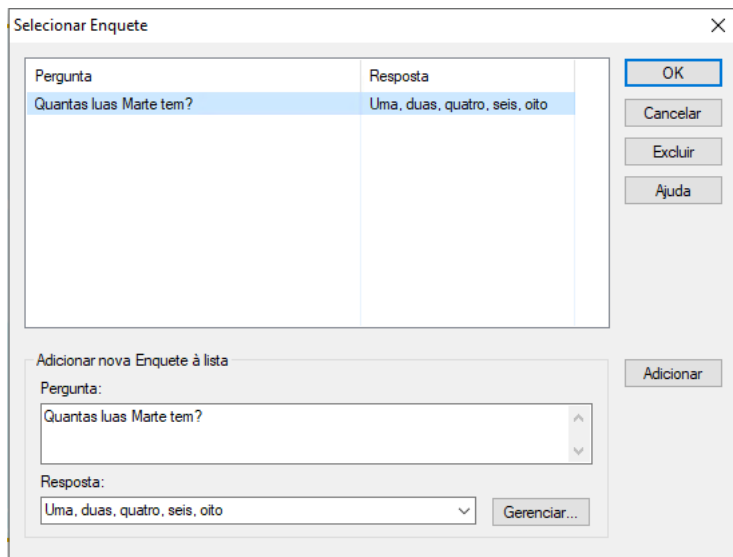 Selecionar Enquete
Pergunta Resposta
Quantas luas Marte tem? Uma, duas, quatro, seis, oito
OK
Cancelar
Excluir
Ajuda
Adicionar nova Enquete à lista
Adicionar
Pergunta:
Quantas luas Marte tem?
Resposta:
Uma, duas, quatro, seis, oito
Gerenciar...